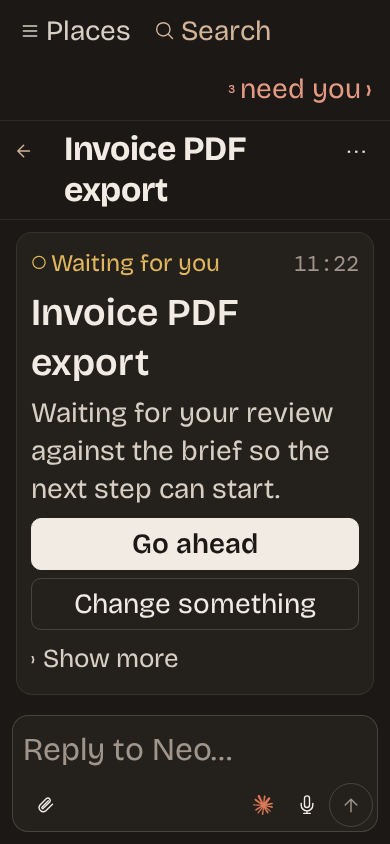 Places Search
3 need you ›
Invoice PDF
export
Waiting for you 11:22
Invoice PDF
export
Waiting for your review
against the brief so the
next step can start.
Go ahead
Change something
› Show more
Reply to Neo...